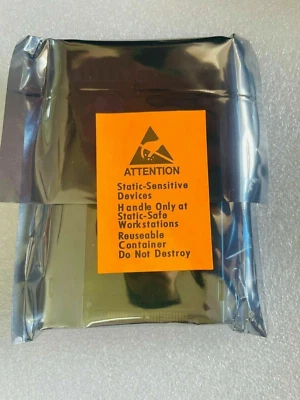 ATTENTION
Static-Sensitive
Devices
Handle Only at
Static-Safe
Workstations
Reuseable
Container
Do Not Destroy